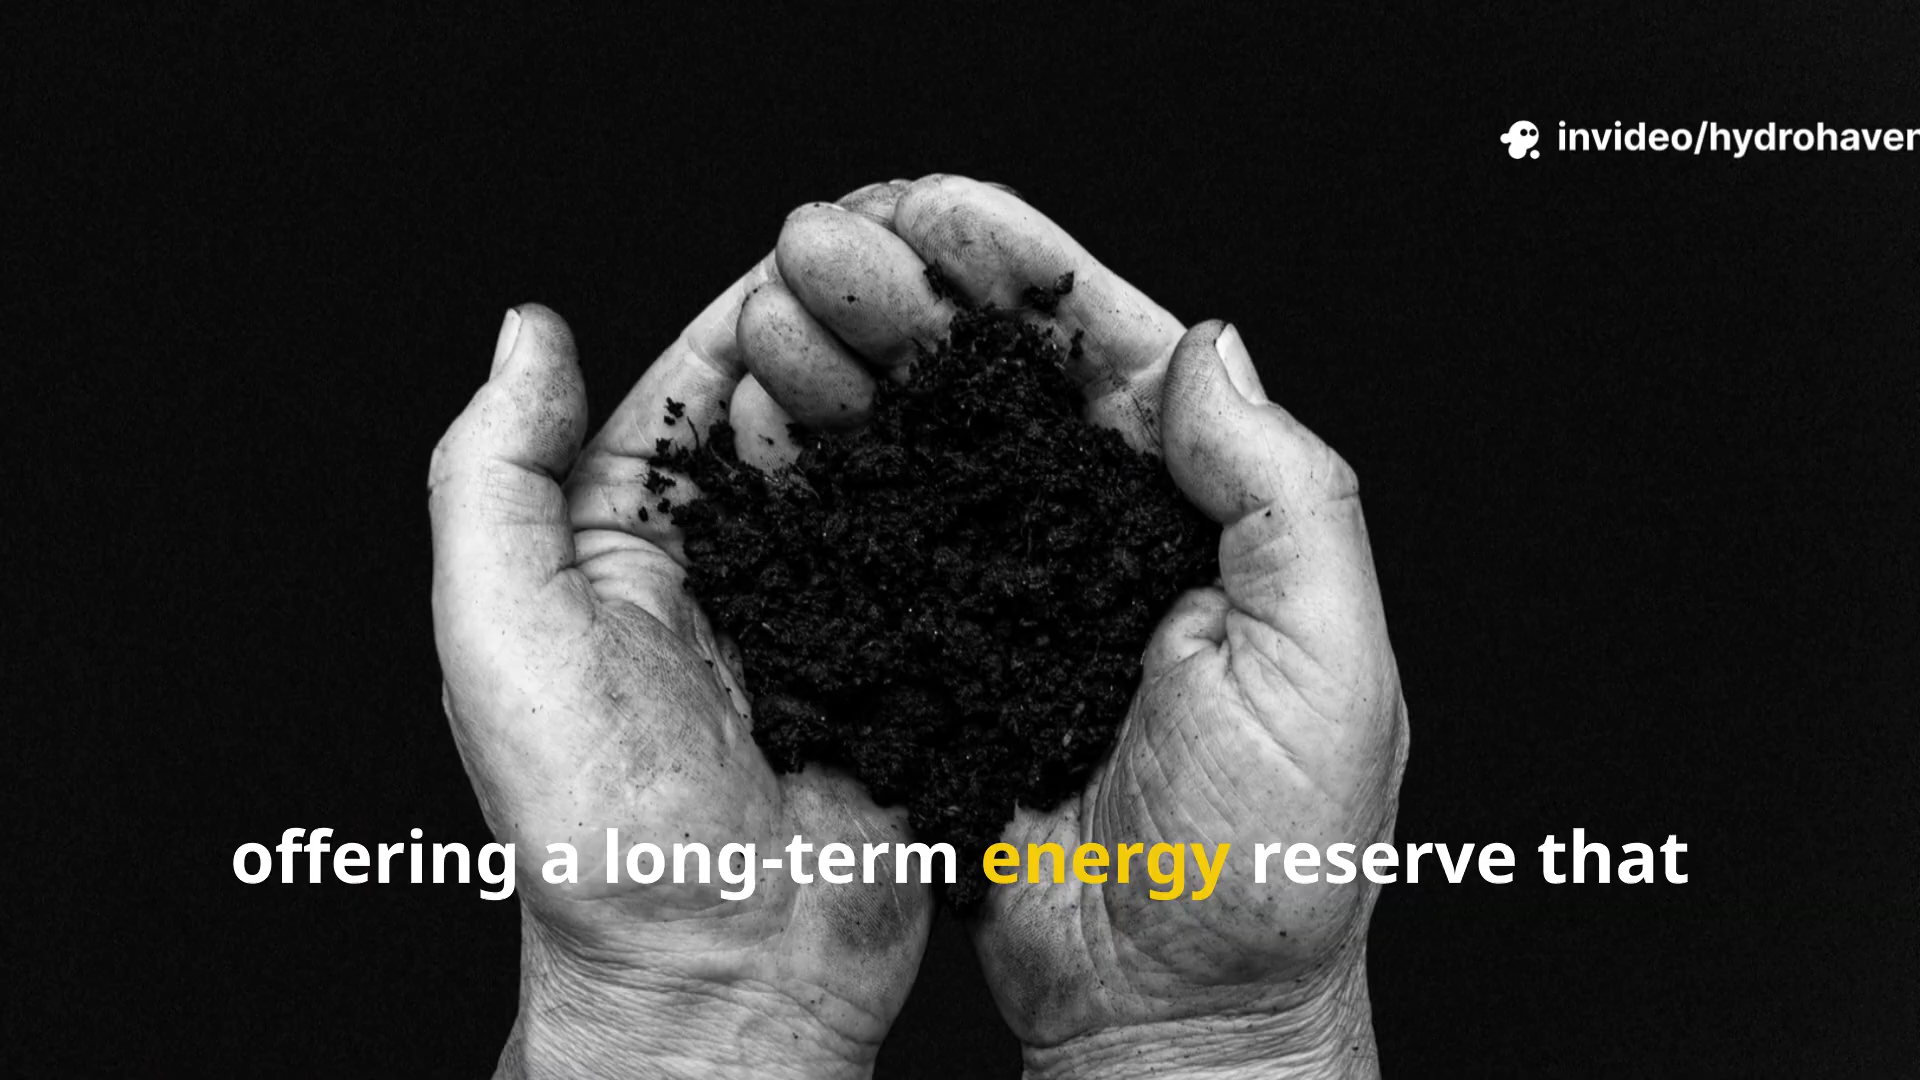 invideo/hydrohaven
offering a long-term energy reserve that